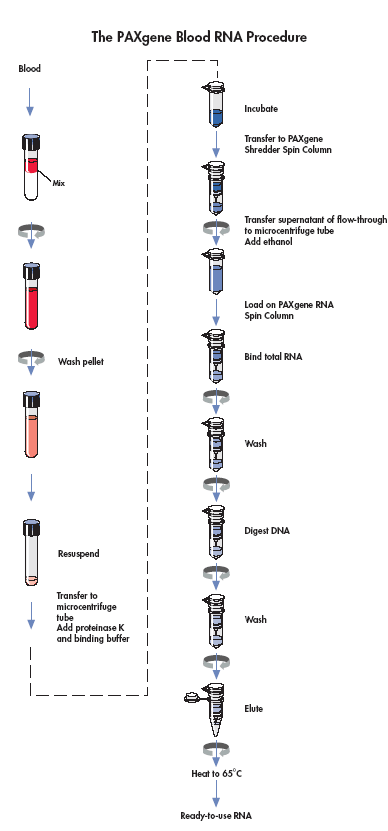 The PAXgene Blood RNA Procedure
Blood
Mix
Wash pellet
Resuspend
Transfer to
microcentrifuge
tube
Add proteinase K
and binding buffer
Incubate
Transfer to PAXgene
Shredder Spin Column
Transfer supernatant of flow-through
to microcentrifuge tube
Add ethanol
Load on PAXgene RNA
Spin Column
Bind total RNA
Wash
Digest DNA
Wash
Elute
Heat to 65°C
Ready-to-use RNA